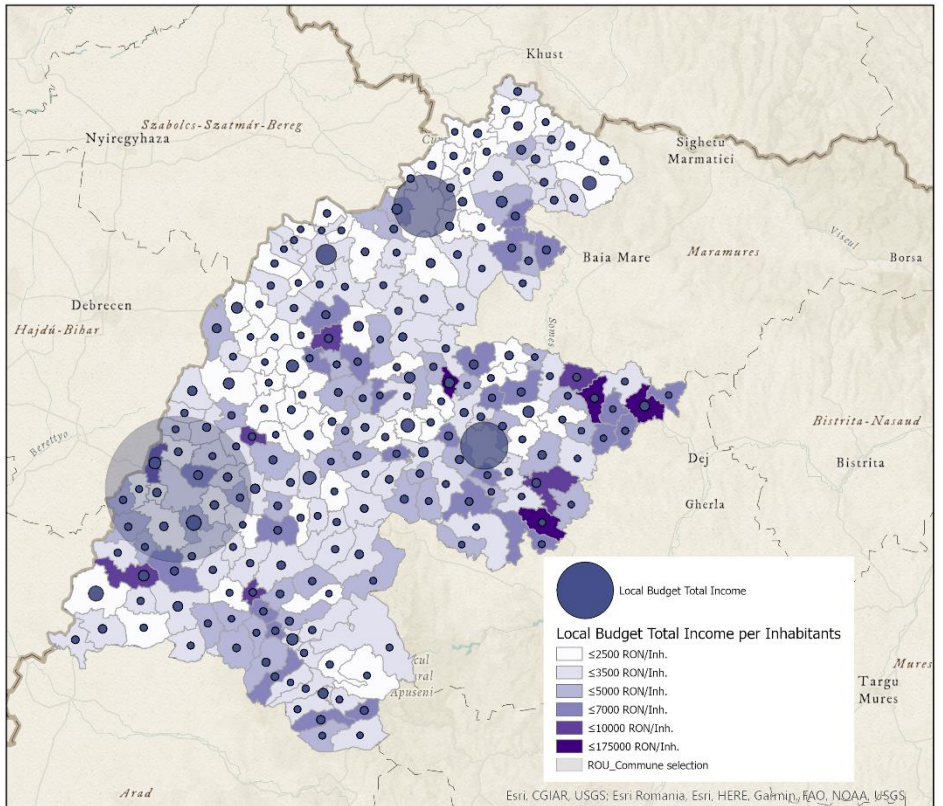 Khust
Nyiregyhaza
Szabolcs-Szatmár-Bereg
Sighetu
Marmatiei
Viseul
Baia Mare
Maramures
Borsa
Debrecen
Hajdú-Bihar
Somes
Berettyo
Bistrita-Nasaud
Dej
Bistrita
Gherla
Local Budget Total Income
Local Budget Total Income per Inhabitants
≤2500 RON/Inh.
≤3500 RON/Inh.
≤5000 RON/Inh.
≤7000 RON/Inh.
≤10000 RON/Inh.
≤175000 RON/Inh.
ROU_Commune selection
Apuseni
Mures
Targu
Mures
Arad
Esri, CGIAR, USGS; Esri Romania, Esri, HERE, Garmin, FAO, NOAA, USGS